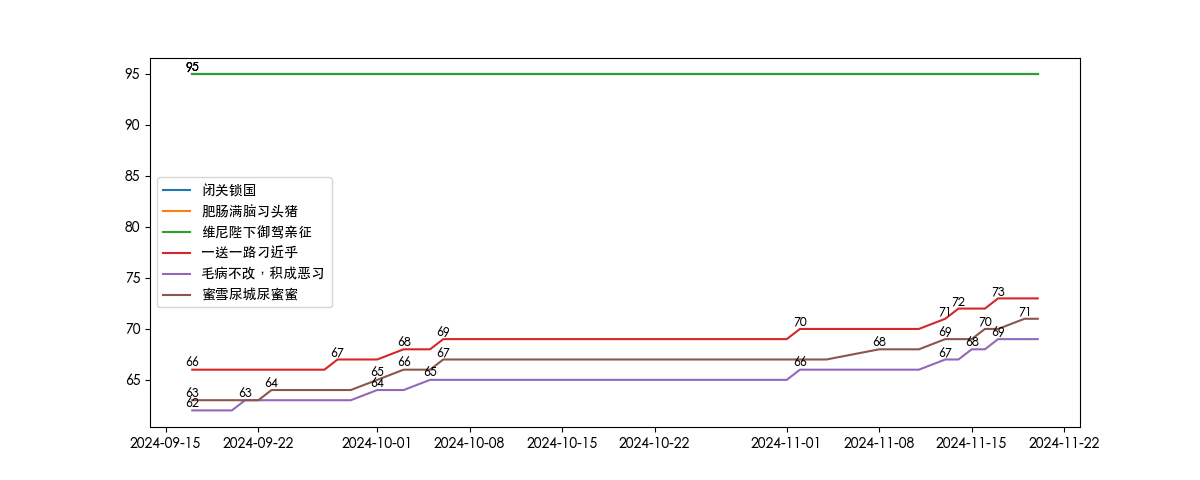 95
90
85
80
75
70
65
95
闭关锁国
肥肠满脑习头猪
维尼陛下御驾亲征
一送一路刁近乎
毛病不改，积成恶习
蜜雪尿城尿蜜蜜
66 67 68 69 70 71 72 73
63 64 65 66 67 68 69 70 71
62 63 64 65 66 67 68 69
2024-09-15 2024-09-22 2024-10-01 2024-10-08 2024-10-15 2024-10-22 2024-11-01 2024-11-08 2024-11-15 2024-11-22